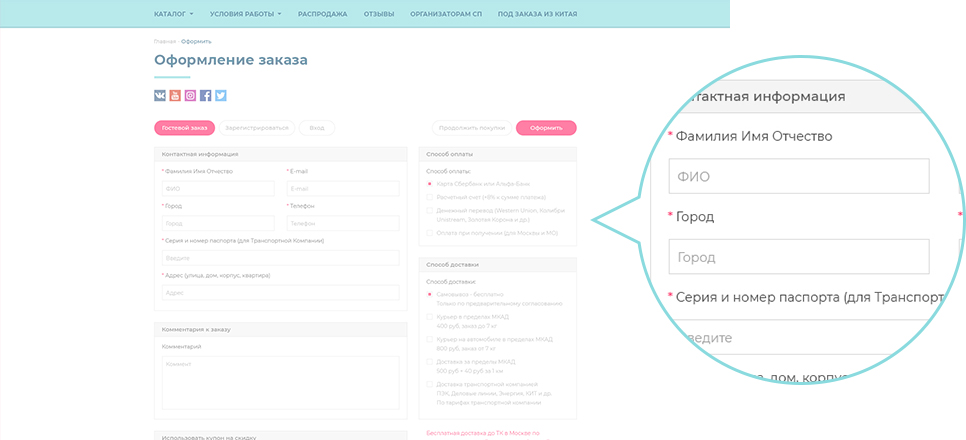 КАТАЛОГ УСЛОВИЯ РАБОТЫ РАСПРОДАЖА ОТЗЫВЫ ОРГАНИЗАТОРАМ СП ПОД ЗАКАЗА ИЗ КИТАЯ
Главная - Оформить
Оформление заказа
Гостевой заказ Зарегистрироваться Вход Продолжить покупки Оформить
Контактная информация
* Фамилия Имя Отчество * E-mail
ФИО E-mail
* Город * Телефон
Город Телефон
* Серия и номер паспорта (для Транспортной Компании)
Введите
* Адрес (улица, дом, корпус, квартира)
Адрес
Комментарии к заказу
Комментарий
Коммент
Использовать купон на скидку
Способ оплаты
Способ оплаты:
Карта Сбербанк или Альфа-Банк
Расчетный счет (+8% к сумме платежа)
Денежный перевод (Western Union, Колибри
Unistream, Золотая Корона и др.)
Оплата при получении (для Москвы и МО)
Способ доставки
Способ доставки:
Самовывоз - бесплатно
Только по предварительному согласованию
Курьер в пределах МКАД
400 руб, заказ до 7 кг
Курьер на автомобиле в пределах МКАД
600 руб, заказ от 7 кг
Доставка за пределы МКАД
500 руб + 40 руб за 1 км
Доставка транспортной компанией
ПЭК, Деловые линии, Энергия, КИТ и др.
По тарифам транспортной компании
Бесплатная доставка до ТК в Москве по
нтактная информация
* Фамилия Имя Отчество
ФИО
* Город
Город
* Серия и номер паспорта (для Транспорт
ведите
а, дом, корпус